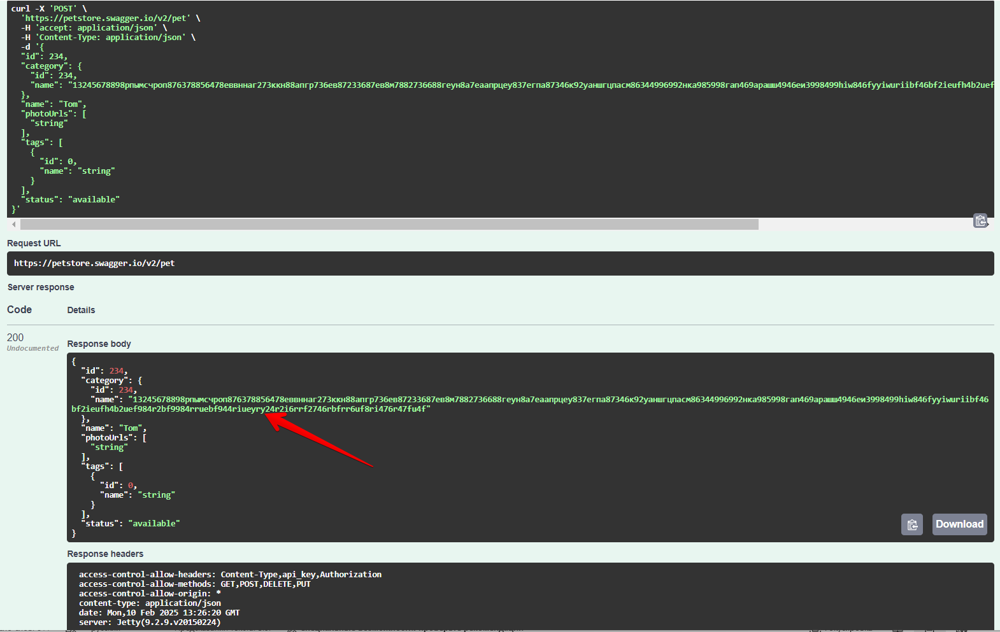 curl -X 'POST' \
'https://petstore.swagger.io/v2/pet' \
-H 'accept: application/json' \
-H 'Content-Type: application/json' \
-d '{
"id": 234,
"category": {
"id": 234,
"name": "13245678898рпымсчроп876378856478еввннаг273ккн88апгр736ев87233687ев8м7882736688геун8а7еаапрцеу837егпа87346к92уаншгцпасм86344996992нка985998гап469арашш4946еи3998499hiw846fyyiwuriibf46bf2ieufh4b2uef
},
"name": "Tom",
"photoUrls": [
"string"
],
"tags": [
{
"id": 0,
"name": "string"
}
],
"status": "available"
}'
Request URL
https://petstore.swagger.io/v2/pet
Server response
Code Details
200
Undocumented
Response body
{
"id": 234,
"category": {
"id": 234,
"name": "13245678898рпымсчроп876378856478еввннаг273ккн88апгр736ев87233687ев8м7882736688геун8а7еаапрцеу837егпа87346к92уаншгцпасм86344996992нка985998гап469арашш4946еи3998499hiw846fyyiwuriibf46
bf2ieufh4b2uef984r2bf9984rruebf944riueyry24r2i6rrf2746rbfrr6uf8ri476r47fu4f"
},
"name": "Tom",
"photoUrls": [
"string"
],
"tags": [
{
"id": 0,
"name": "string"
}
],
"status": "available"
}
Download
Response headers
access-control-allow-headers: Content-Type,api_key,Authorization
access-control-allow-methods: GET,POST,DELETE,PUT
access-control-allow-origin: *
content-type: application/json
date: Mon,10 Feb 2025 13:26:20 GMT
server: Jetty(9.2.9.v20150224)